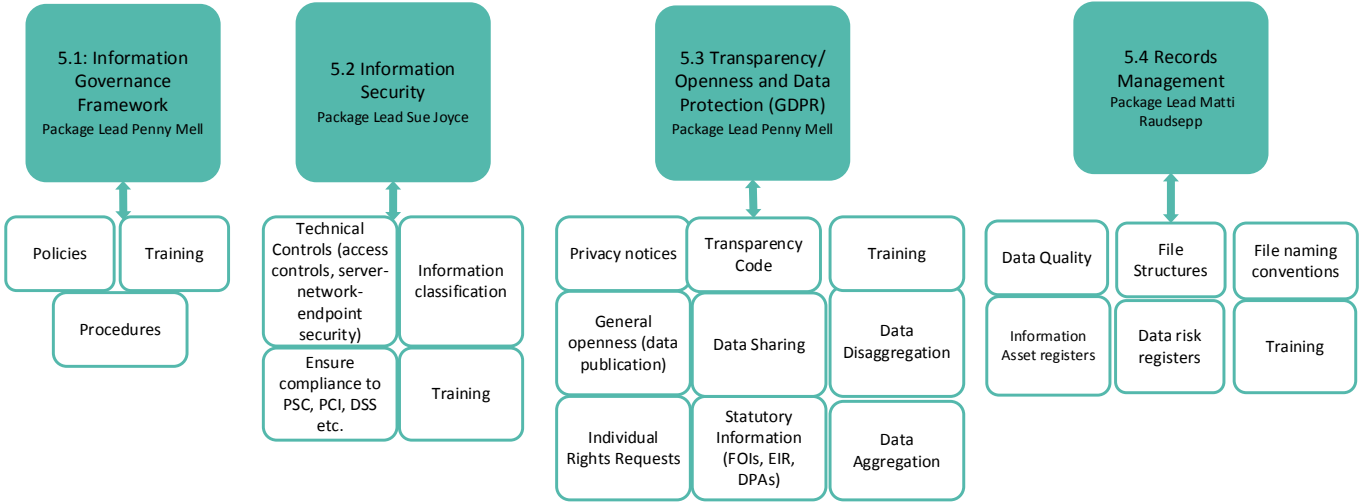 5.1: Information
Governance
Framework
Package Lead Penny Mell
Policies
Training
Procedures
5.2 Information
Security
Package Lead Sue Joyce
Technical
Controls (access
controls, server-
network-
endpoint
security)
Information
classification
Ensure
compliance to
PSC, PCI, DSS
etc.
Training
5.3 Transparency/
Openness and Data
Protection (GDPR)
Package Lead Penny Mell
Privacy notices
Transparency
Code
Training
General
openness (data
publication)
Data Sharing
Data
Disaggregation
Individual
Rights Requests
Statutory
Information
(FOIs, EIR,
DPAs)
Data
Aggregation
5.4 Records
Management
Package Lead Matti
Raudsepp
Data Quality
File
Structures
File naming
conventions
Information
Asset registers
Data risk
registers
Training